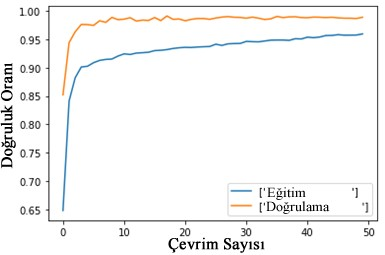 1.00
0.95
0.90
0.85
0.80
0.75
0.70
0.65
Doğruluk Oranı
['Eğitim ']
['Doğrulama ']
0 10 20 30 40 50
Çevrim Sayısı